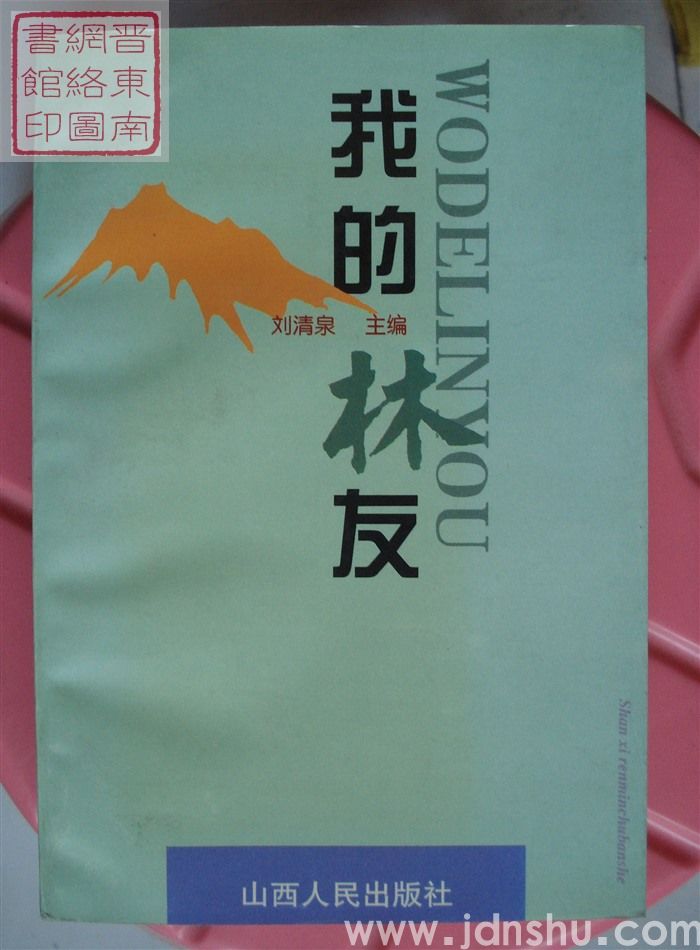 晋東南
網絡圖
書館印
我的林友
WODELINYOU
刘清泉 主编
Shan xi renminchubanshe
山西人民出版社
www.jdnshu.com